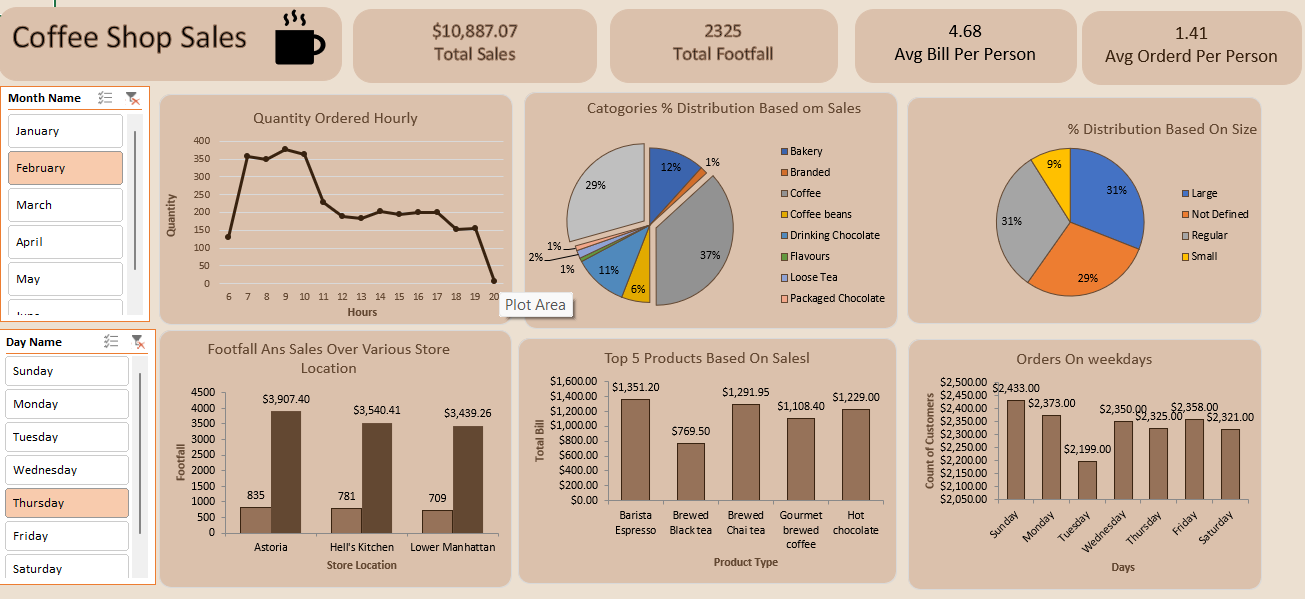 Coffee Shop Sales
$10,887.07
Total Sales
2325
Total Footfall
4.68
Avg Bill Per Person
1.41
Avg Orderd Per Person
Month Name
January
February
March
April
May
Day Name
Sunday
Monday
Tuesday
Wednesday
Thursday
Friday
Saturday
Quantity Ordered Hourly
Quantity
400
350
300
250
200
150
100
50
0
6 7 8 9 10 11 12 13 14 15 16 17 18 19 20
Hours
Plot Area
Catogories % Distribution Based om Sales
12%
1%
37%
6%
11%
1%
2%
1%
29%
Bakery
Branded
Coffee
Coffee beans
Drinking Chocolate
Flavours
Loose Tea
Packaged Chocolate
% Distribution Based On Size
31%
29%
31%
9%
Large
Not Defined
Regular
Small
Footfall Ans Sales Over Various Store
Location
Footfall
4500
4000
3500
3000
2500
2000
1500
1000
500
0
835
$3,907.40
781
$3,540.41
709
$3,439.26
Astoria
Hell's Kitchen
Lower Manhattan
Store Location
Top 5 Products Based On Salesl
Total Bill
$1,600.00
$1,400.00
$1,200.00
$1,000.00
$800.00
$600.00
$400.00
$200.00
$0.00
$1,351.20
$769.50
$1,291.95
$1,108.40
$1,229.00
Barista
Espresso
Brewed
Black tea
Brewed
Chai tea
Gourmet
brewed
coffee
Hot
chocolate
Product Type
Orders On weekdays
Count of Customers
$2,500.00
$2,450.00
$2,400.00
$2,350.00
$2,300.00
$2,250.00
$2,200.00
$2,150.00
$2,100.00
$2,050.00
$2,433.00
$2,373.00
$2,199.00
$2,350.00
$2,325.00
$2,358.00
$2,321.00
Sunday
Monday
Tuesday
Wednesday
Thursday
Friday
Saturday
Days